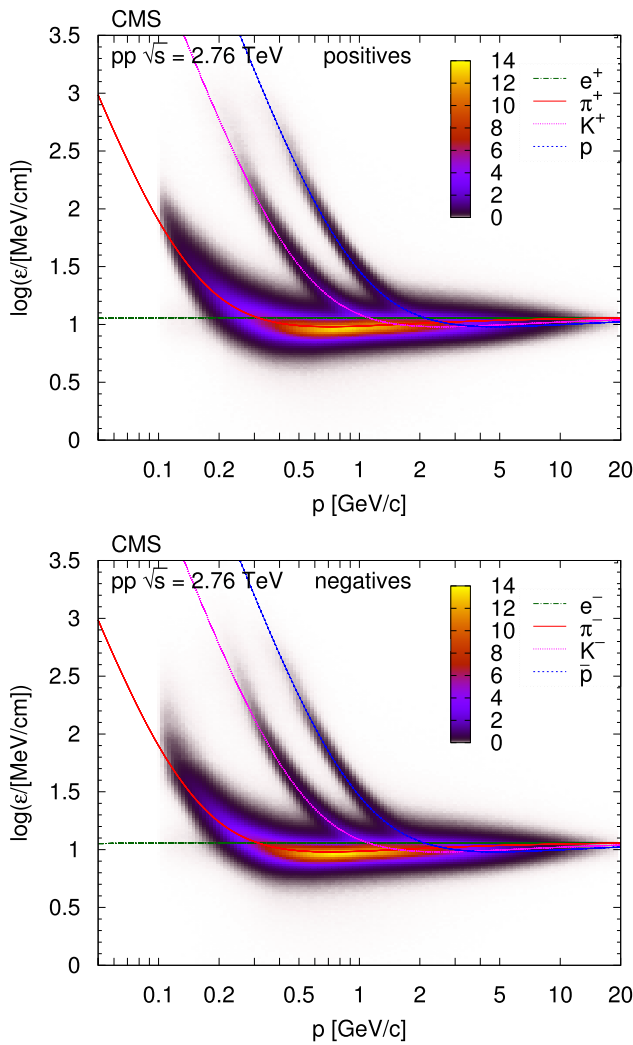 CMS
pp √s = 2.76 TeV positives
14
12
10
8
6
4
2
0
e⁺
π⁺
K⁺
p
3.5
3
2.5
2
1.5
1
0.5
0
log(ε/[MeV/cm])
0.1 0.2 0.5 1 2 5 10 20
p [GeV/c]
CMS
pp √s = 2.76 TeV negatives
14
12
10
8
6
4
2
0
e⁻
π⁻
K⁻
p̄
3.5
3
2.5
2
1.5
1
0.5
0
log(ε/[MeV/cm])
0.1 0.2 0.5 1 2 5 10 20
p [GeV/c]